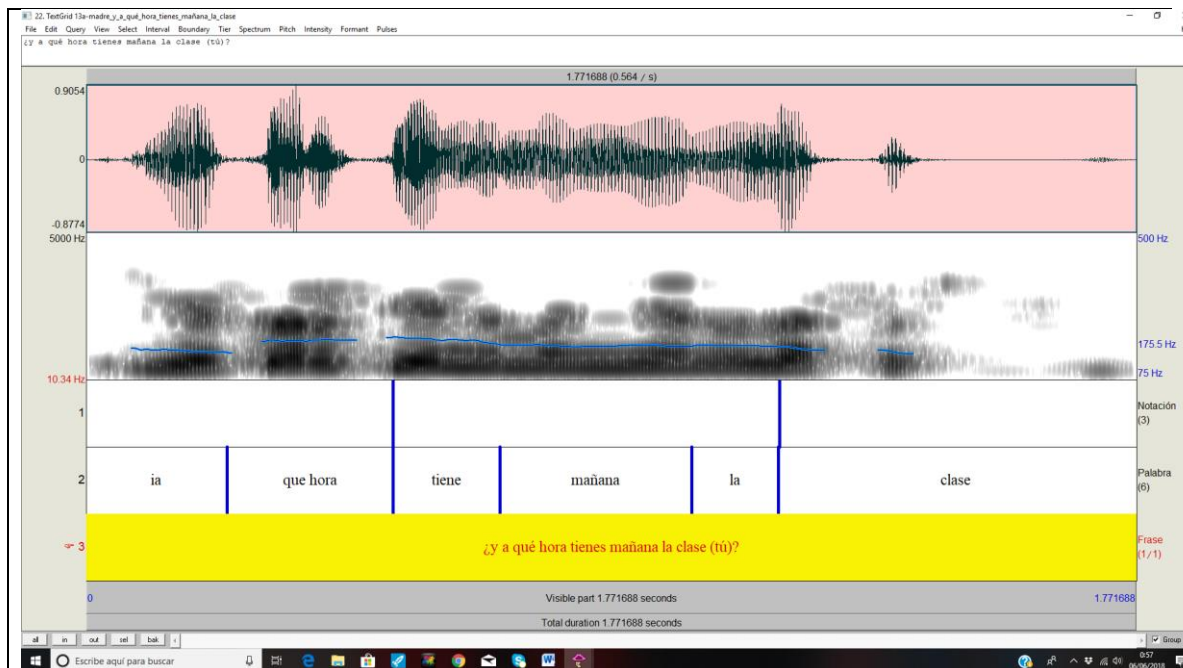 22. TextGrid 13a-madre_y_a_qué_hora_tienes_mañana_la_clase
File Edit Query View Select Interval Boundary Tier Spectrum Pitch Intensity Formant Pulses
¿y a qué hora tienes mañana la clase (tú)?
1.771688 (0.564 / s)
0.9054
0
-0.8774
5000 Hz
500 Hz
175.5 Hz
10.34 Hz
75 Hz
1
Notación
(3)
2
ia
que hora
tiene
mañana
la
clase
Palabra
(6)
3
¿y a qué hora tienes mañana la clase (tú)?
Frase
(1/1)
0
Visible part 1.771688 seconds
1.771688
Total duration 1.771688 seconds
all in out sel bak
Group
Escribe aquí para buscar
0:57
06/06/2018